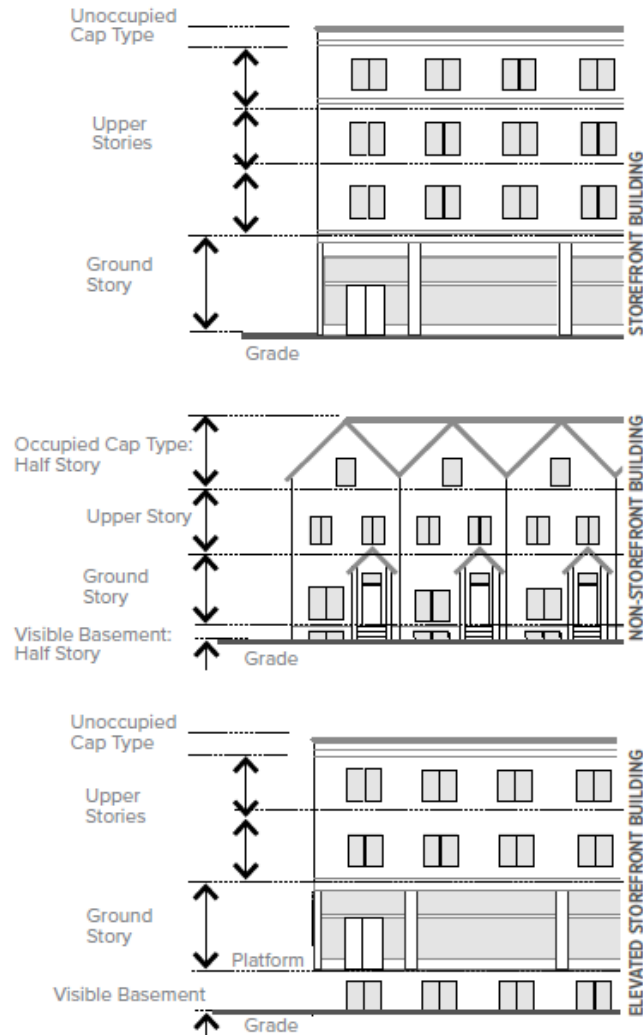 Unoccupied
Cap Type
Upper
Stories
Ground
Story
Grade
STOREFRONT BUILDING
Occupied Cap Type:
Half Story
Upper Story
Ground
Story
Visible Basement:
Half Story
Grade
NON-STOREFRONT BUILDING
Unoccupied
Cap Type
Upper
Stories
Ground
Story
Platform
Visible Basement
Grade
ELEVATED STOREFRONT BUILDING